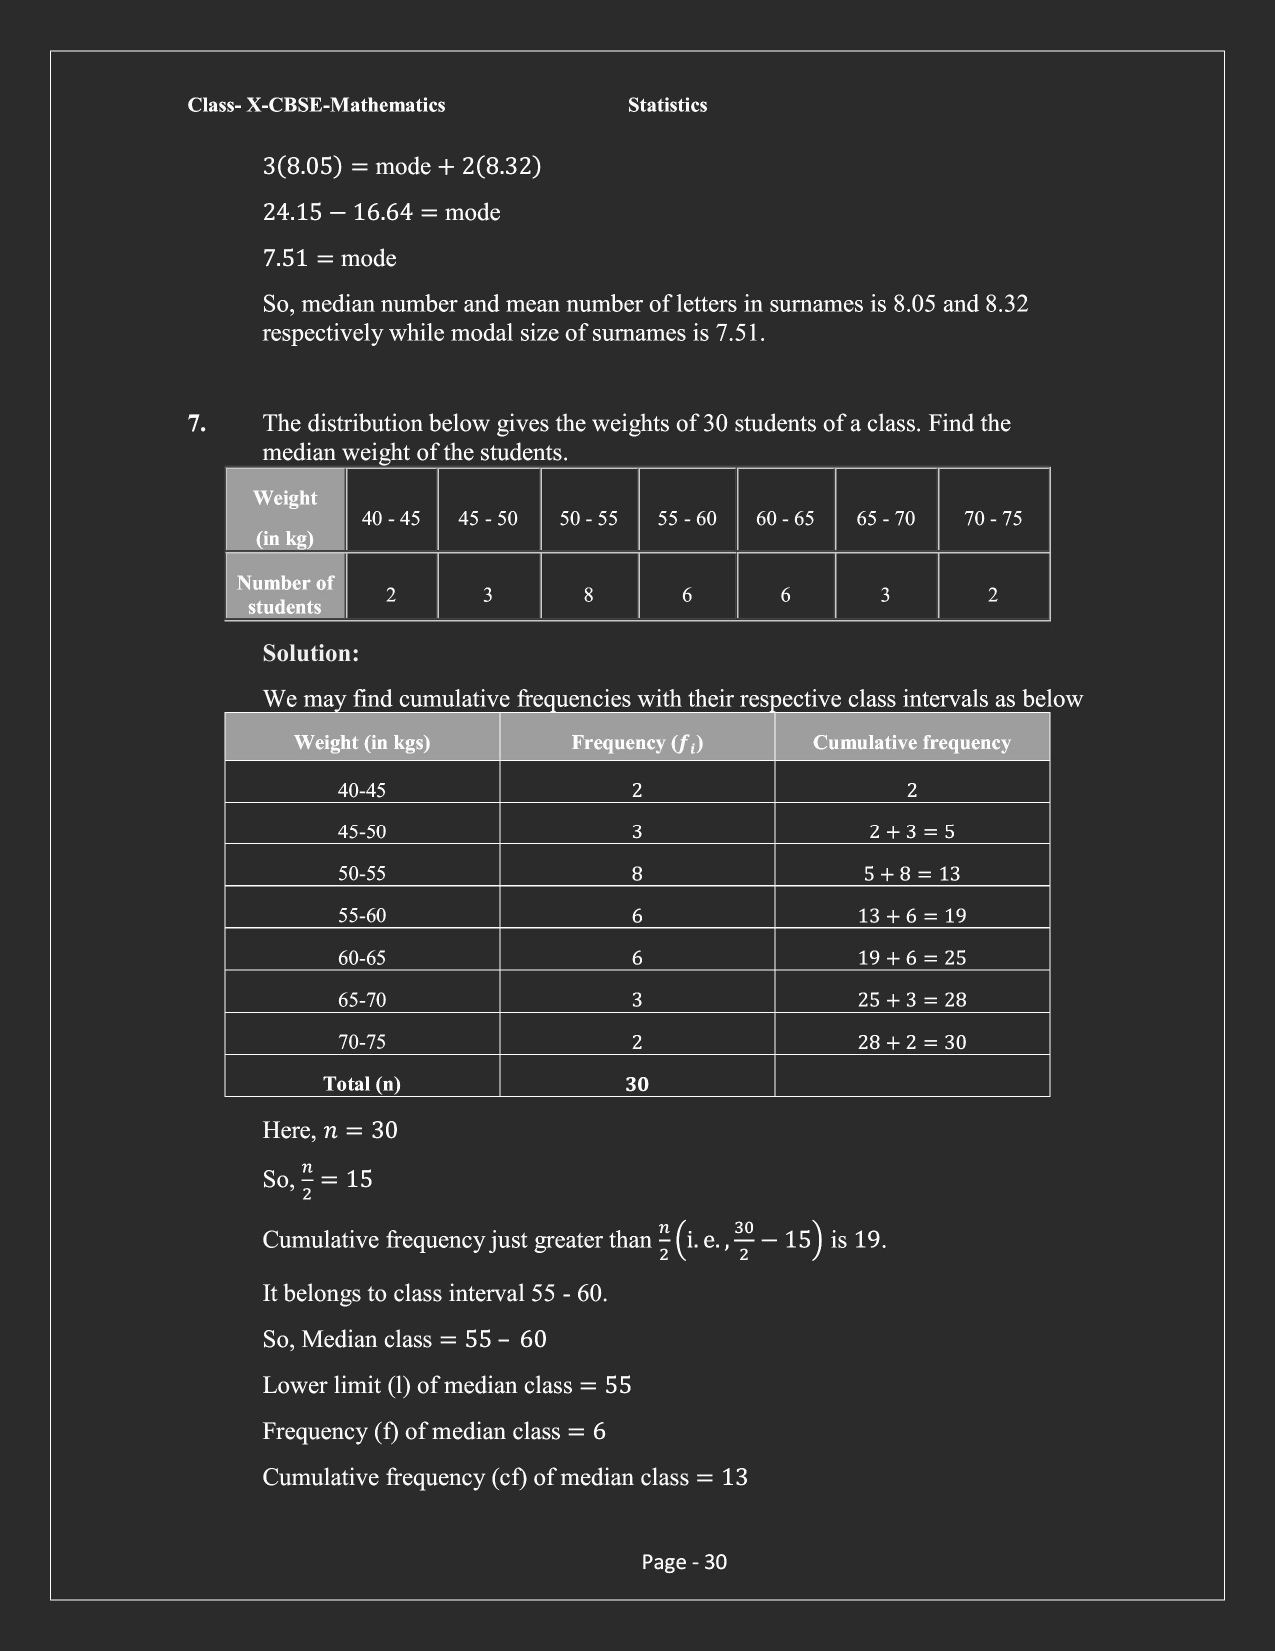 Class- X-CBSE-Mathematics Statistics
3(8.05) = mode + 2(8.32)
24.15 − 16.64 = mode
7.51 = mode
So, median number and mean number of letters in surnames is 8.05 and 8.32
respectively while modal size of surnames is 7.51.
7. The distribution below gives the weights of 30 students of a class. Find the
median weight of the students.
Weight (in kg) 40 - 45 45 - 50 50 - 55 55 - 60 60 - 65 65 - 70 70 - 75
Number of students 2 3 8 6 6 3 2
Solution:
We may find cumulative frequencies with their respective class intervals as below
Weight (in kgs) Frequency (fᵢ) Cumulative frequency
40-45 2 2
45-50 3 2 + 3 = 5
50-55 8 5 + 8 = 13
55-60 6 13 + 6 = 19
60-65 6 19 + 6 = 25
65-70 3 25 + 3 = 28
70-75 2 28 + 2 = 30
Total (n) 30
Here, n = 30
So, n/2 = 15
Cumulative frequency just greater than n/2 (i. e., 30/2 − 15) is 19.
It belongs to class interval 55 - 60.
So, Median class = 55 – 60
Lower limit (l) of median class = 55
Frequency (f) of median class = 6
Cumulative frequency (cf) of median class = 13
Page - 30